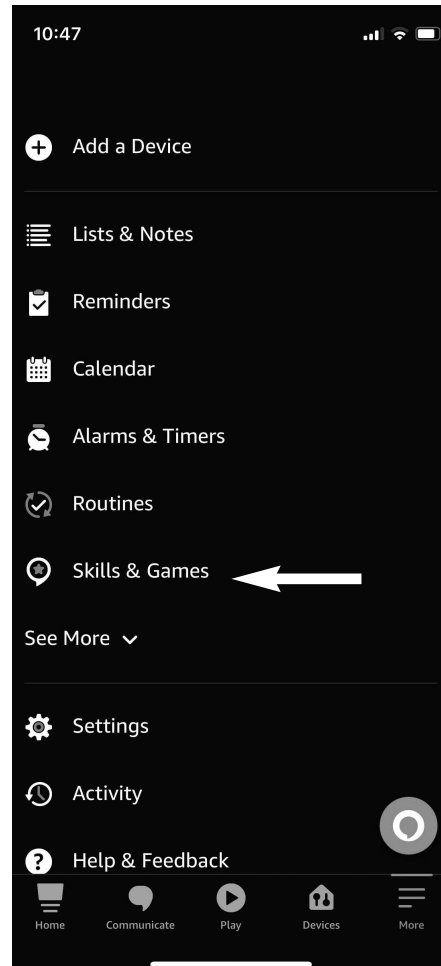 10:47
Add a Device
Lists & Notes
Reminders
Calendar
Alarms & Timers
Routines
Skills & Games
See More
Settings
Activity
Help & Feedback
Home Communicate Play Devices More